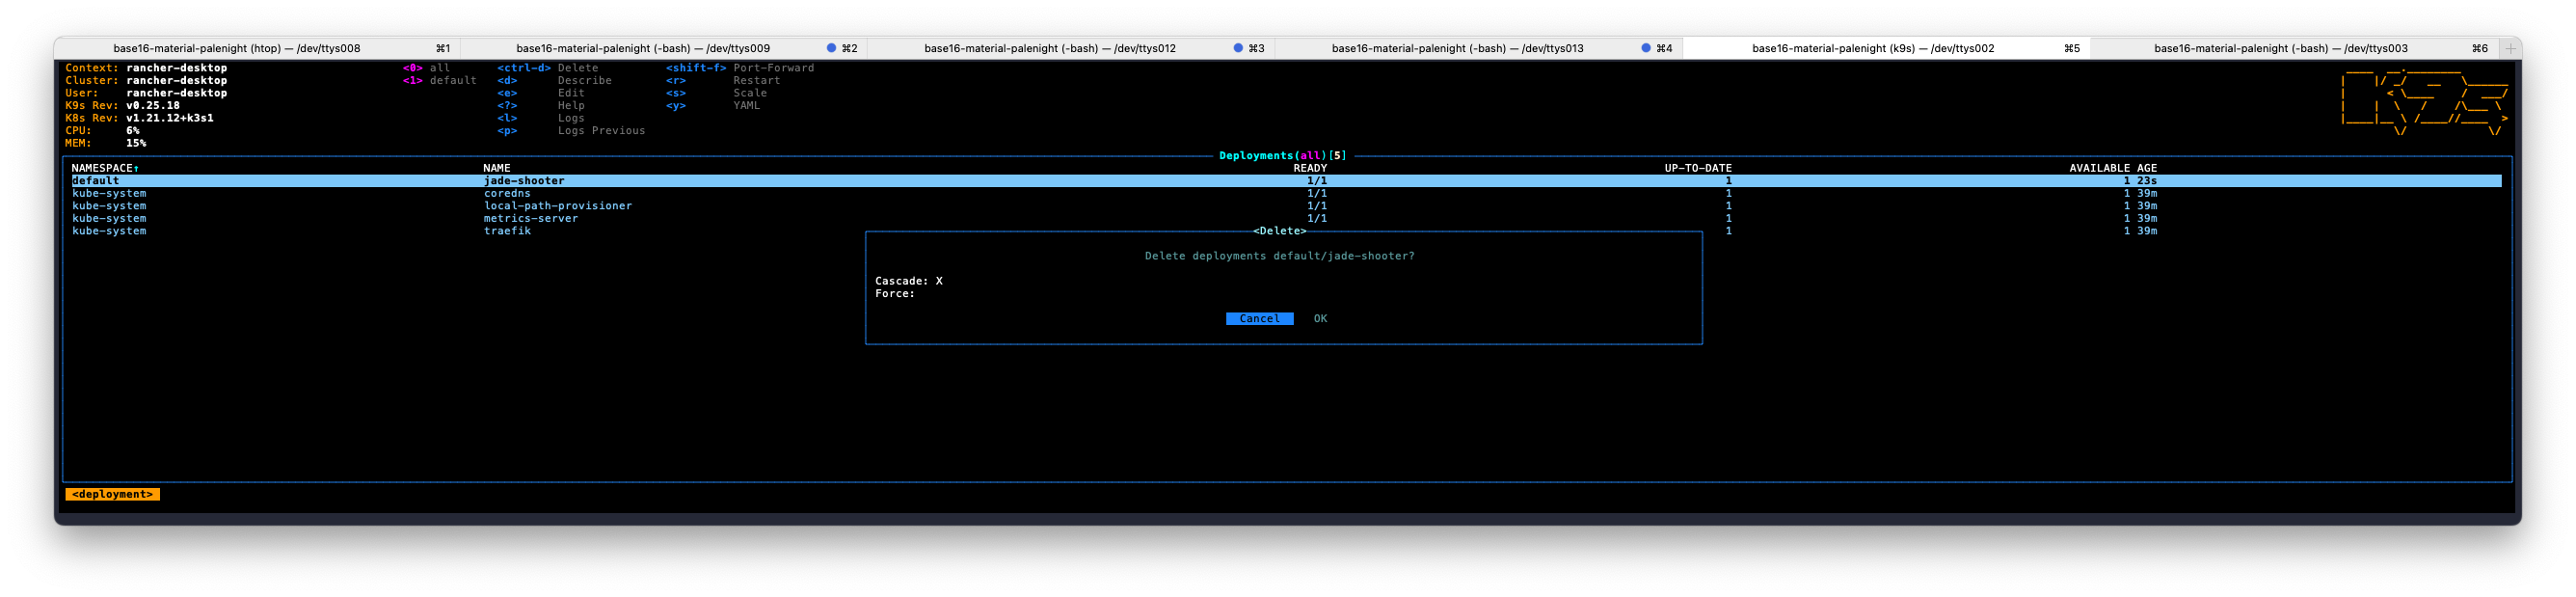 base16-material-palenight (htop) — /dev/ttys008 ⌘1 base16-material-palenight (-bash) — /dev/ttys009 ⌘2 base16-material-palenight (-bash) — /dev/ttys012 ⌘3 base16-material-palenight (-bash) — /dev/ttys013 ⌘4 base16-material-palenight (k9s) — /dev/ttys002 ⌘5 base16-material-palenight (-bash) — /dev/ttys003 ⌘6
Context: rancher-desktop <0> all <ctrl-d> Delete <shift-f> Port-Forward
Cluster: rancher-desktop <1> default <d> Describe <r> Restart
User: rancher-desktop <e> Edit <s> Scale
K9s Rev: v0.25.18 <?> Help <y> YAML
K8s Rev: v1.21.12+k3s1 <l> Logs
CPU: 6% <p> Logs Previous
MEM: 15%
Deployments(all)[5]
NAMESPACE↑ NAME READY UP-TO-DATE AVAILABLE AGE
default jade-shooter 1/1 1 1 23s
kube-system coredns 1/1 1 1 39m
kube-system local-path-provisioner 1/1 1 1 39m
kube-system metrics-server 1/1 1 1 39m
kube-system traefik 1 1 39m
<Delete>
Delete deployments default/jade-shooter?
Cascade: X
Force:
Cancel OK
<deployment>